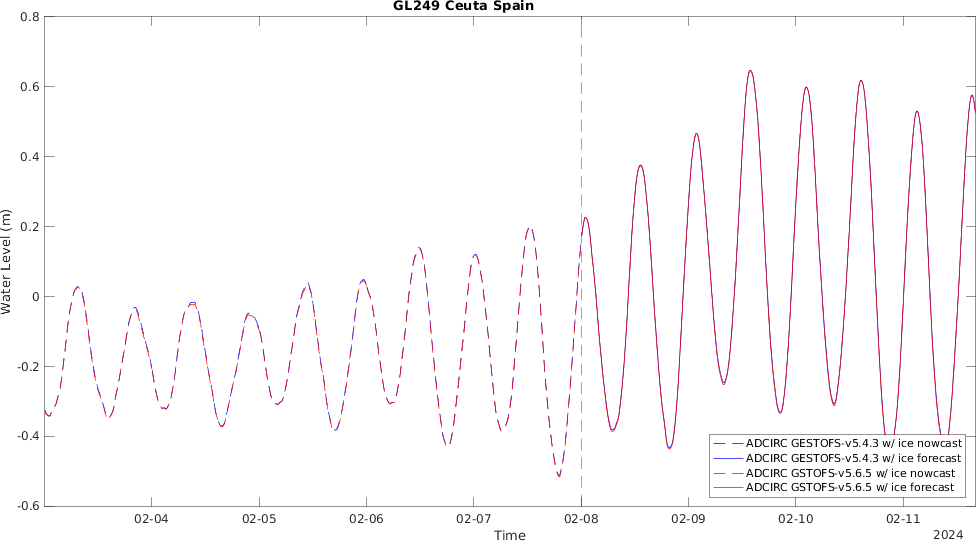 GL249 Ceuta Spain
0.8
0.6
0.4
0.2
0
-0.2
-0.4
-0.6
Water Level (m)
ADCIRC GESTOFS-v5.4.3 w/ ice nowcast
ADCIRC GESTOFS-v5.4.3 w/ ice forecast
ADCIRC GSTOFS-v5.6.5 w/ ice nowcast
ADCIRC GSTOFS-v5.6.5 w/ ice forecast
02-04 02-05 02-06 02-07 02-08 02-09 02-10 02-11
Time
2024